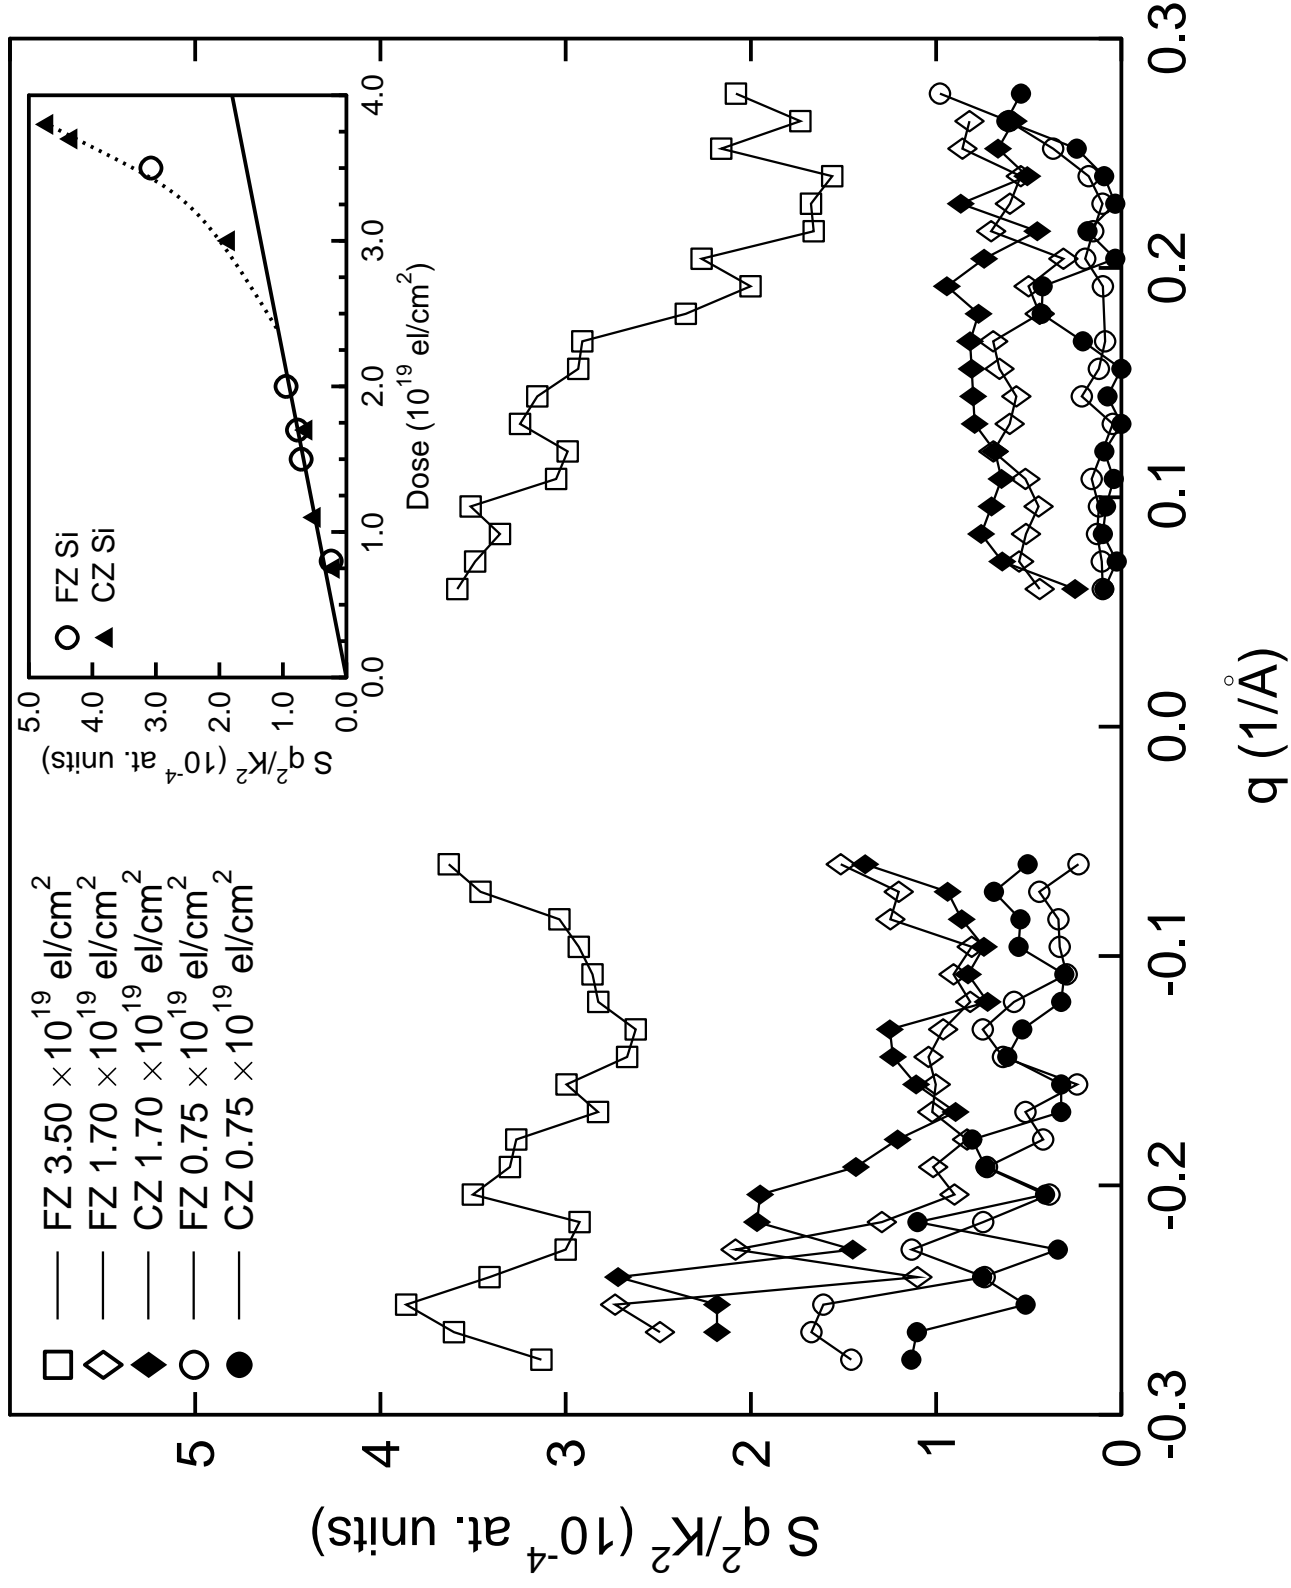 FZ 3.50 ×10^19 el/cm^2
FZ 1.70 ×10^19 el/cm^2
CZ 1.70 ×10^19 el/cm^2
FZ 0.75 ×10^19 el/cm^2
CZ 0.75 ×10^19 el/cm^2
S q^2/K^2 (10^-4 at. units)
5.0
4.0
3.0
2.0
1.0
0.0
FZ Si
CZ Si
0.0 1.0 2.0 3.0 4.0
Dose (10^19 el/cm^2)
S q^2/K^2 (10^-4 at. units)
5
4
3
2
1
0
-0.3 -0.2 -0.1 0.0 0.1 0.2 0.3
q (1/Å)